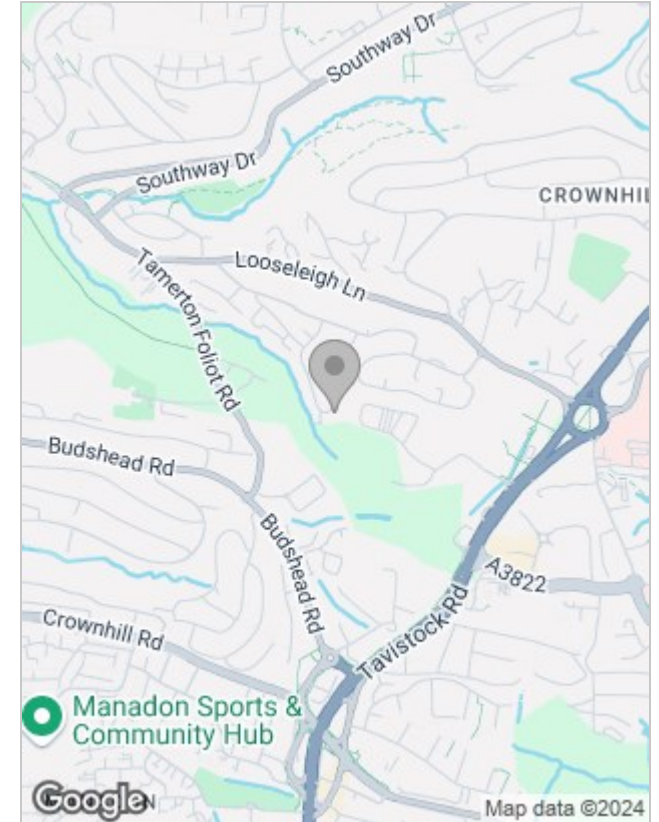 Southway Dr
Southway Dr
CROWNHIL
Looseleigh Ln
Tamerton Foliot Rd
Budshead Rd
Budshead Rd
A3822
Tavistock Rd
Crownhill Rd
Manadon Sports &
Community Hub
Google
Map data ©2024